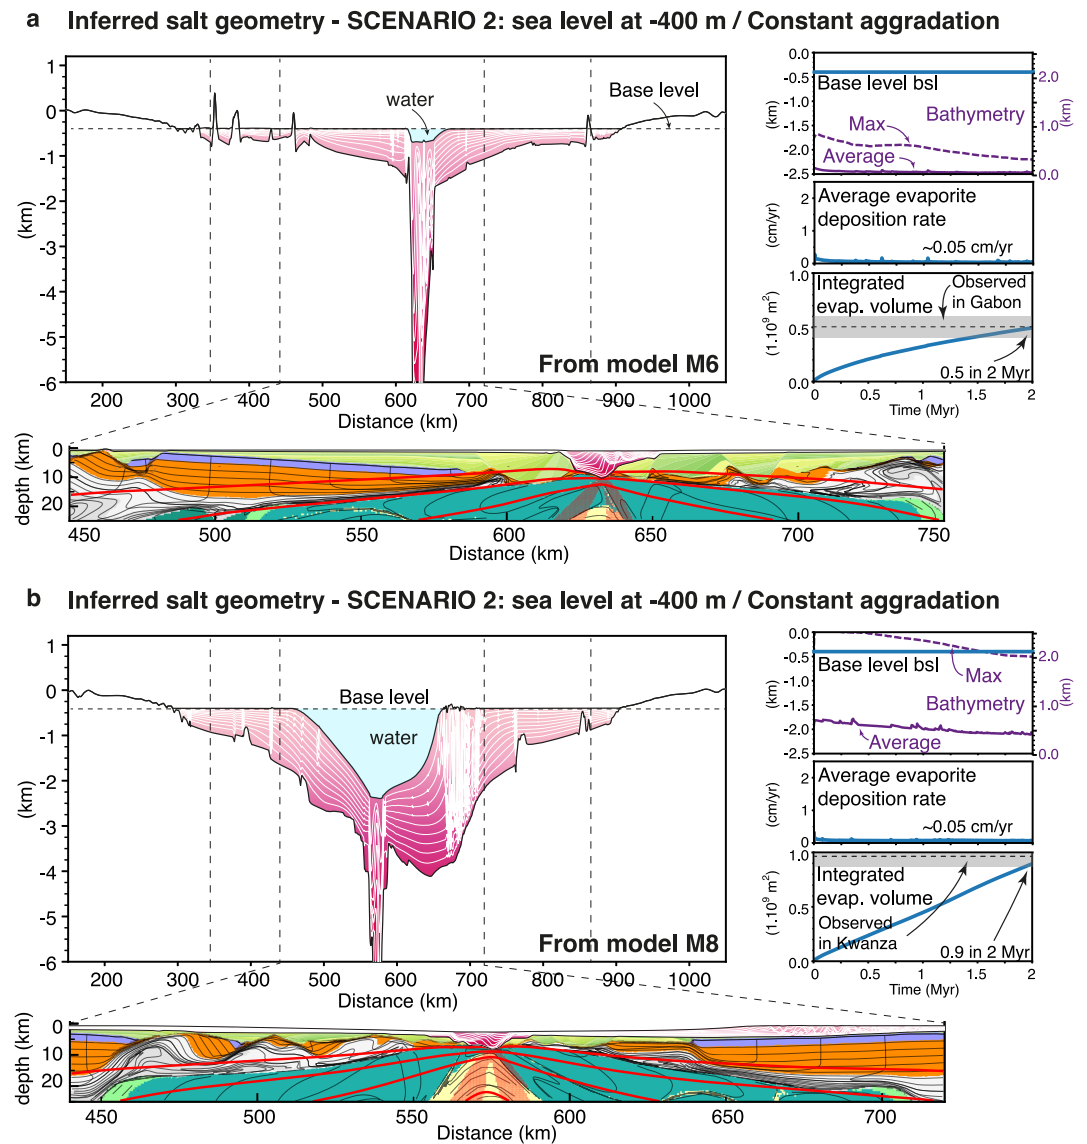 a Inferred salt geometry - SCENARIO 2: sea level at -400 m / Constant aggradation
1
0
-1
-2
-3
-4
-5
-6
(km)
water
Base level
From model M6
200 300 400 500 600 700 800 900 1000
Distance (km)
0.0
-0.5
-1.0
-1.5
-2.0
-2.5
(km)
Base level bsl
Bathymetry
Max
Average
2.0
1.0
0.0
(km)
2
1
0
(cm/yr)
Average evaporite
deposition rate
~0.05 cm/yr
1.0
0.5
0.0
(1.10⁹ m²)
Integrated
evap. volume
Observed
in Gabon
0.5 in 2 Myr
0 0.5 1 1.5 2
Time (Myr)
0
10
20
depth (km)
450 500 600 650 700 750
Distance (km)
b Inferred salt geometry - SCENARIO 2: sea level at -400 m / Constant aggradation
1
0
-1
-2
-3
-4
-5
-6
(km)
Base level
water
From model M8
200 300 400 500 600 700 800 900 1000
Distance (km)
0.0
-0.5
-1.0
-1.5
-2.0
-2.5
(km)
Base level bsl
Max
Bathymetry
Average
2.0
1.0
0.0
(km)
2
1
0
(cm/yr)
Average evaporite
deposition rate
~0.05 cm/yr
1.0
0.5
0.0
(1.10⁹ m²)
Integrated
evap. volume
Observed
in Kwanza
0.9 in 2 Myr
0 0.5 1 1.5 2
Time (Myr)
0
10
20
depth (km)
450 500 550 600 650 700
Distance (km)